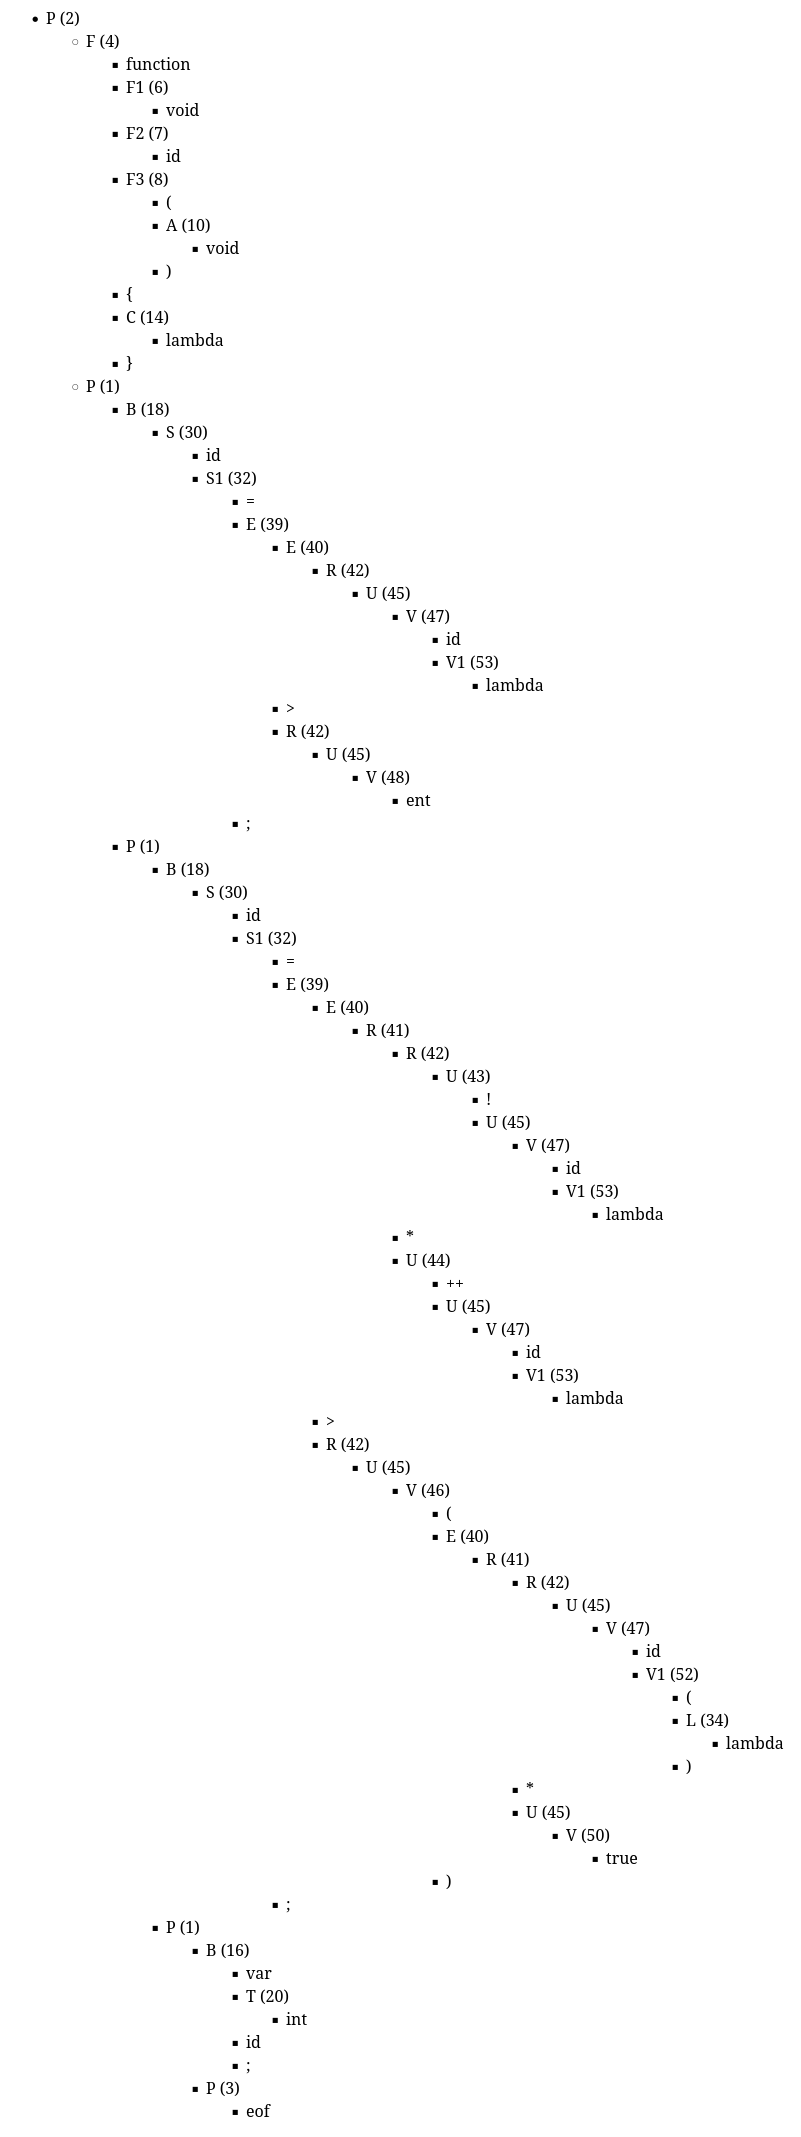 P (2)
F (4)
function
F1 (6)
void
F2 (7)
id
F3 (8)
(
A (10)
void
)
{
C (14)
lambda
}
P (1)
B (18)
S (30)
id
S1 (32)
=
E (39)
E (40)
R (42)
U (45)
V (47)
id
V1 (53)
lambda
>
R (42)
U (45)
V (48)
ent
;
P (1)
B (18)
S (30)
id
S1 (32)
=
E (39)
E (40)
R (41)
R (42)
U (43)
!
U (45)
V (47)
id
V1 (53)
lambda
*
U (44)
++
U (45)
V (47)
id
V1 (53)
lambda
>
R (42)
U (45)
V (46)
(
E (40)
R (41)
R (42)
U (45)
V (47)
id
V1 (52)
(
L (34)
lambda
)
*
U (45)
V (50)
true
)
;
P (1)
B (16)
var
T (20)
int
id
;
P (3)
eof